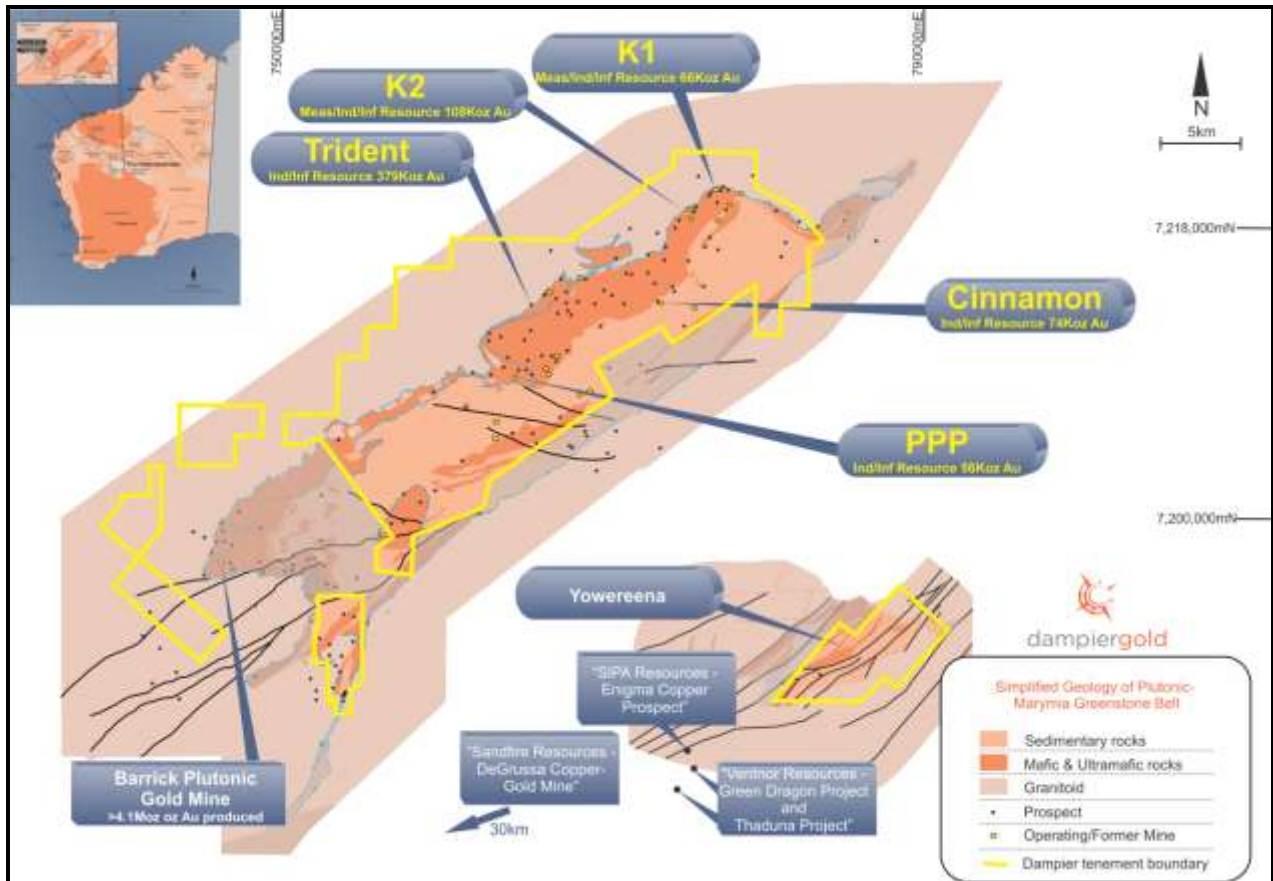 750000mE
790000mE
K1
Meas/Ind/Inf Resource 66Koz Au
K2
Meas/Ind/Inf Resource 108Koz Au
Trident
Ind/Inf Resource 379Koz Au
N
5km
7,218,000mN
Cinnamon
Ind/Inf Resource 74Koz Au
PPP
Ind/Inf Resource Au
7,200,000mN
Yowereena
"SIPA Resources -
Enigma Copper
Prospect"
"Sandfire Resources -
DeGrussa Copper-
Gold Mine"
30km
"Ventnor Resources -
Green Dragon Project
and
Thaduna Project"
Barrick Plutonic
Gold Mine
>4.1Moz oz Au produced
dampiergold
Simplified Geology of Plutonic-
Marymia Greenstone Belt
Sedimentary rocks
Mafic & Ultramafic rocks
Granitoid
Prospect
Operating/Former Mine
Dampier tenement boundary